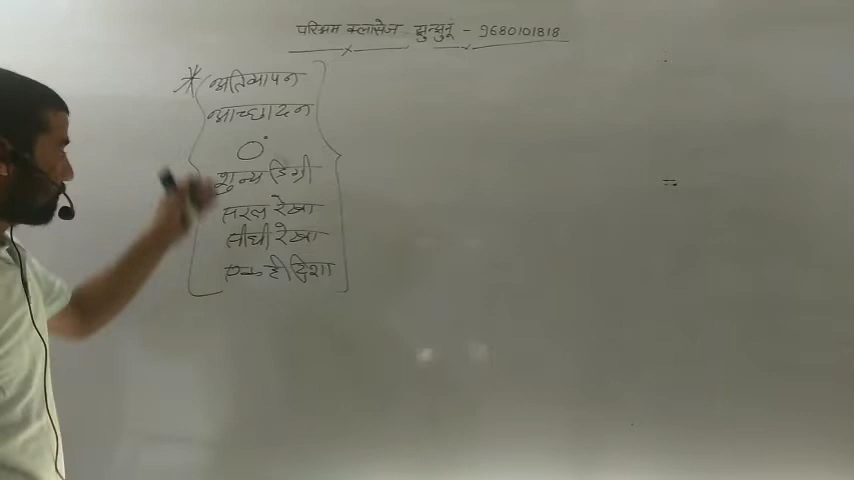 परिश्रम क्लासेज झुन्झुनूं - 9680101818
* अतिव्यापन
आच्छादन
0°
शुन्य डिग्री
सरल रेखा
सीधी रेखा
एक ही दिशा
=